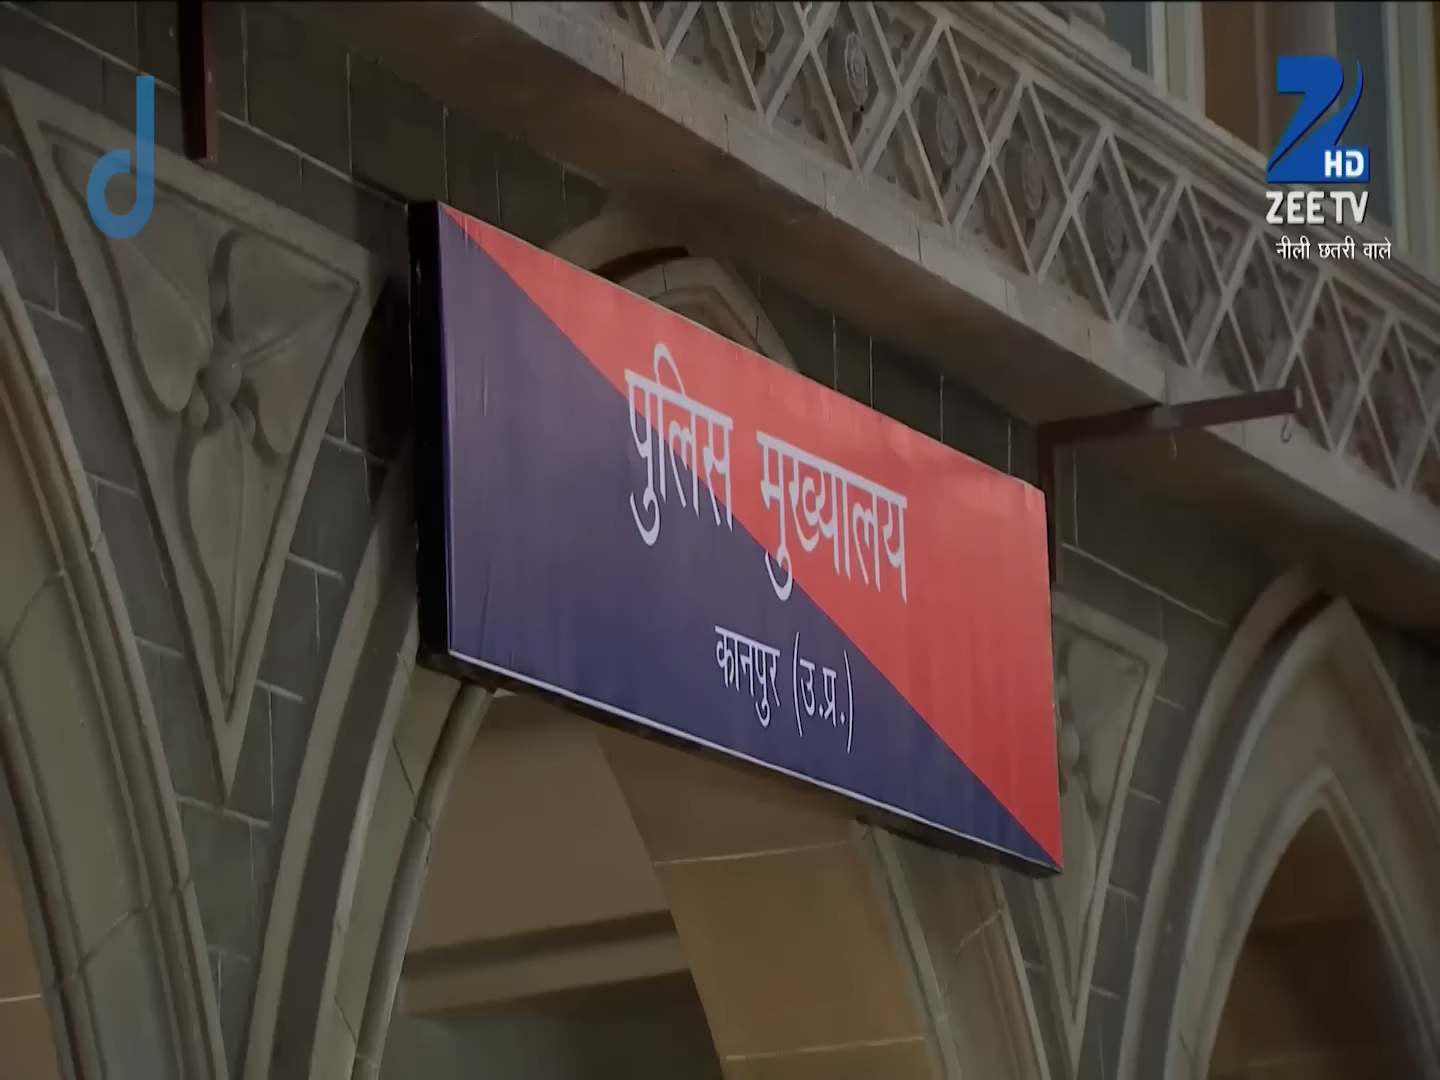 HD
ZEE TV
नीली छतरी वाले
पुलिस मुख्यालय
कानपुर (उ.प्र.)